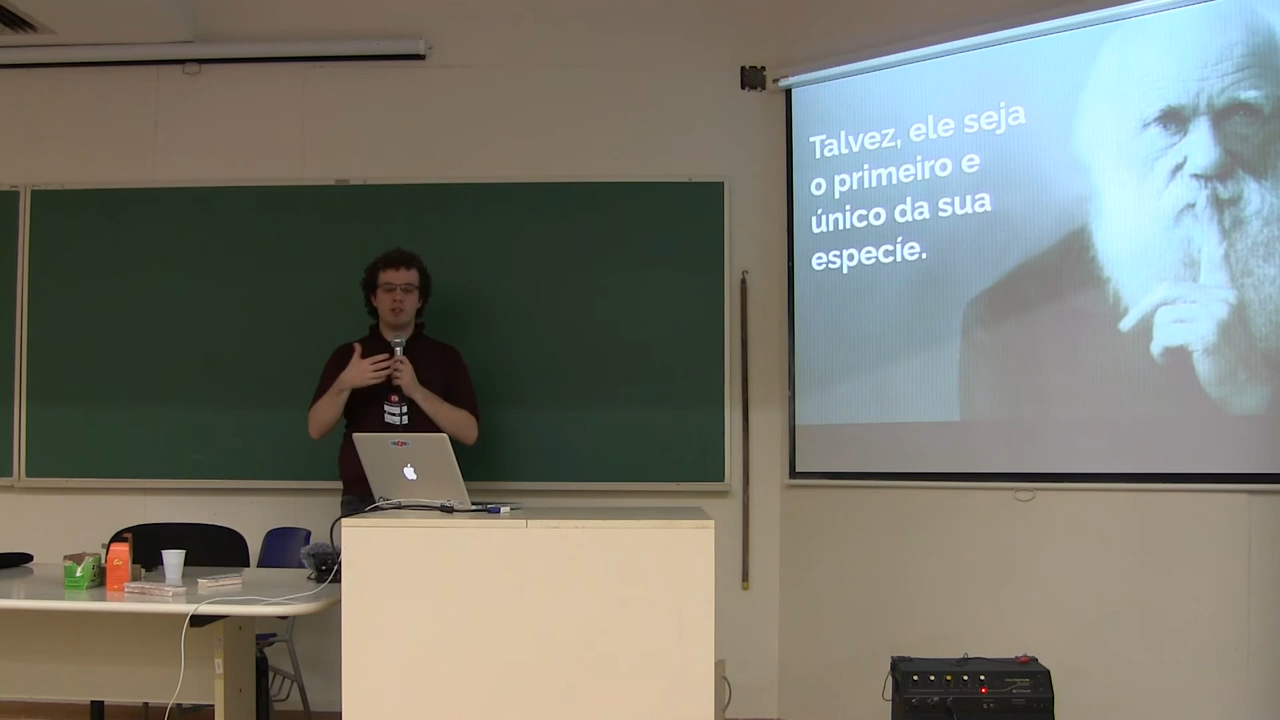 Talvez, ele seja
o primeiro e
único da sua
especíe.